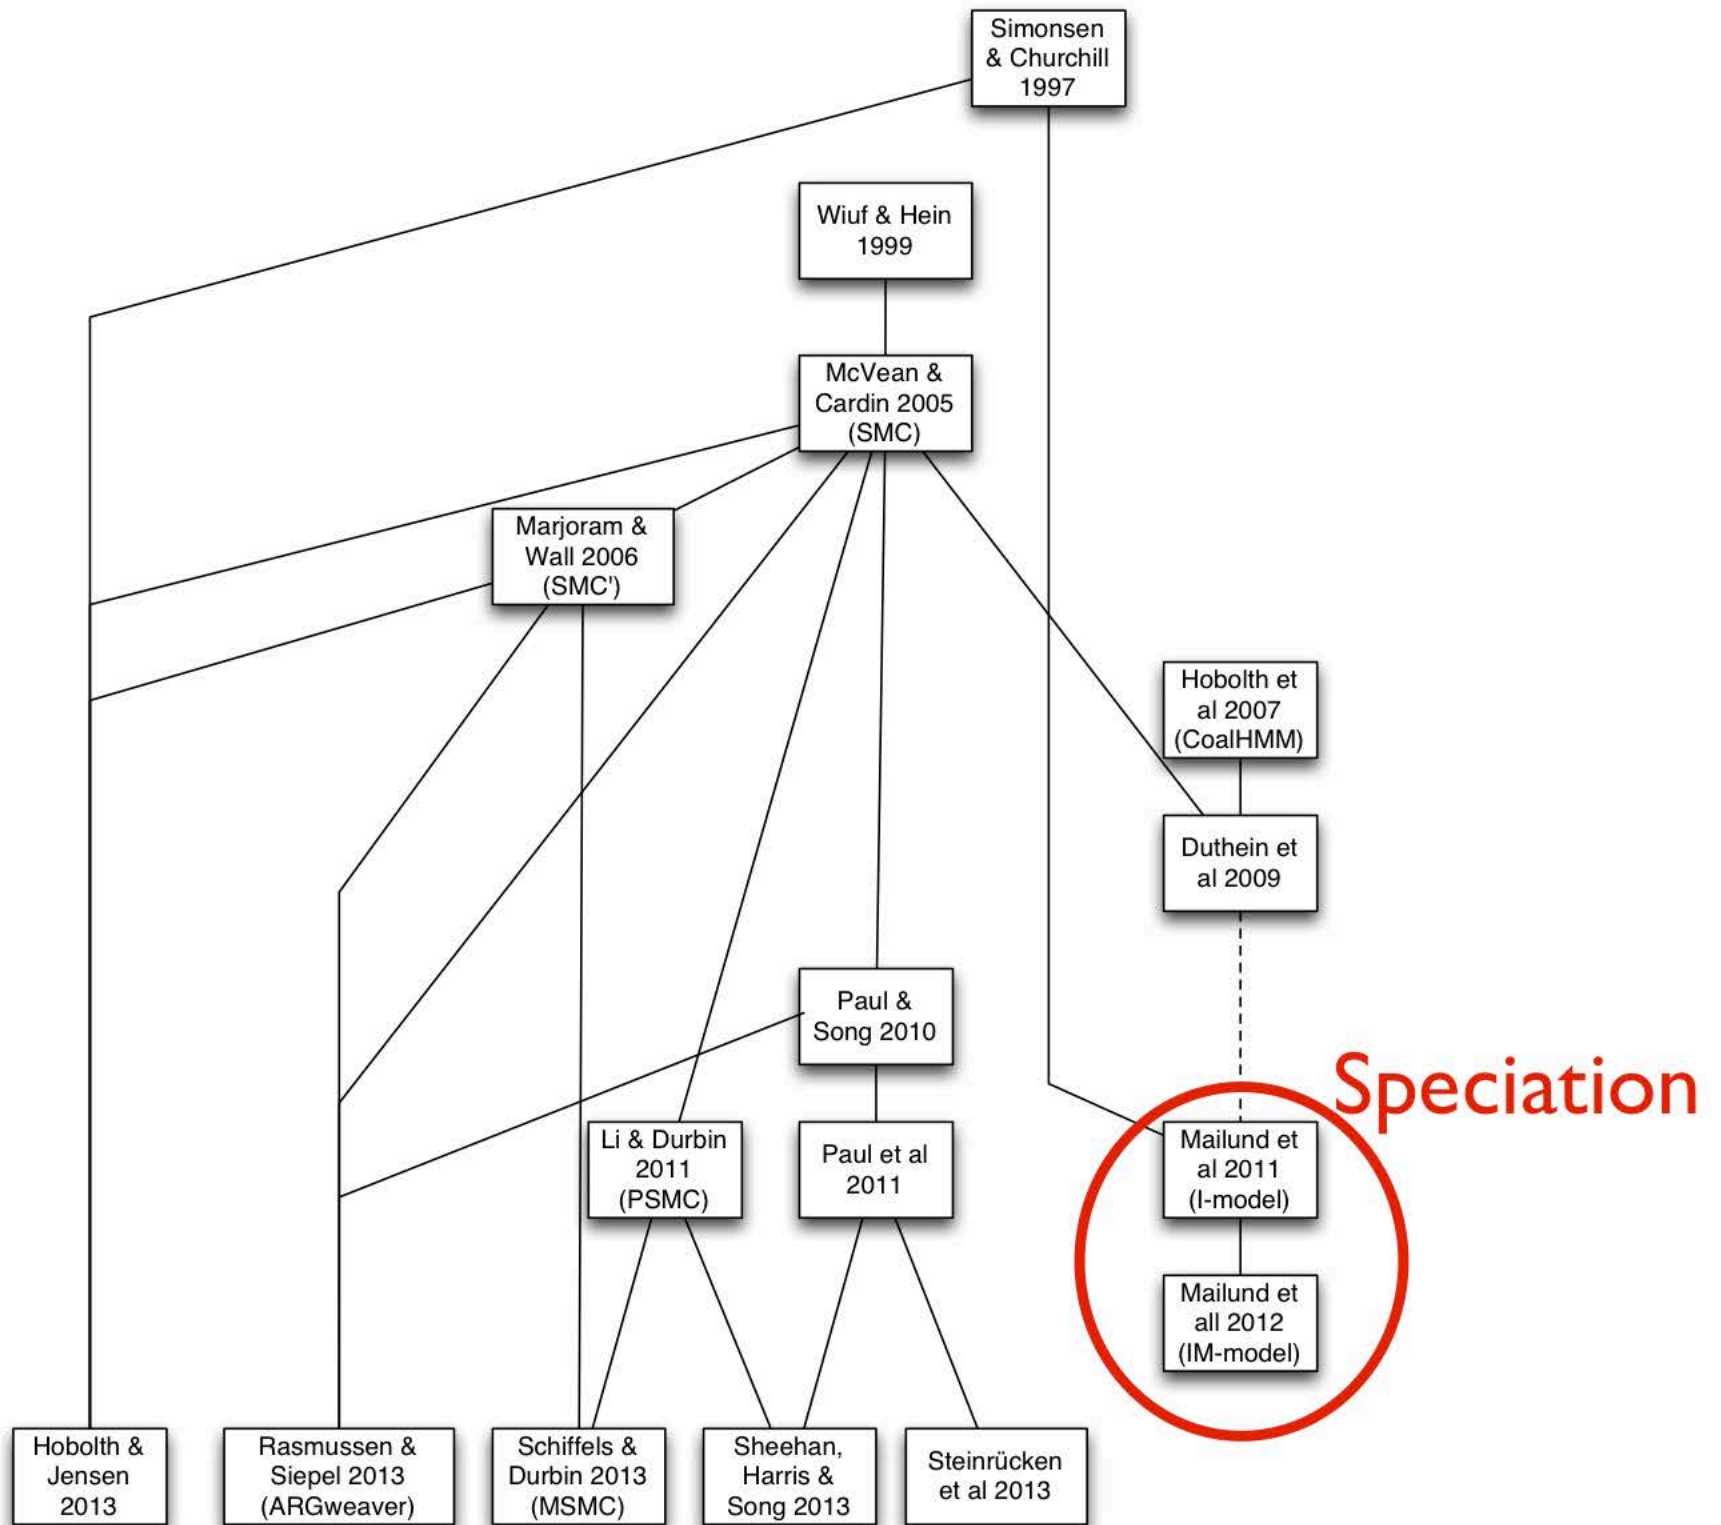 Simonsen
& Churchill
1997
Wiuf & Hein
1999
McVean &
Cardin 2005
(SMC)
Marjoram &
Wall 2006
(SMC')
Hobolth et
al 2007
(CoalHMM)
Duthein et
al 2009
Paul &
Song 2010
Speciation
Li & Durbin
2011
(PSMC)
Paul et al
2011
Mailund et
al 2011
(I-model)
Mailund et
all 2012
(IM-model)
Hobolth &
Jensen
2013
Rasmussen &
Siepel 2013
(ARGweaver)
Schiffels &
Durbin 2013
(MSMC)
Sheehan,
Harris &
Song 2013
Steinrücken
et al 2013